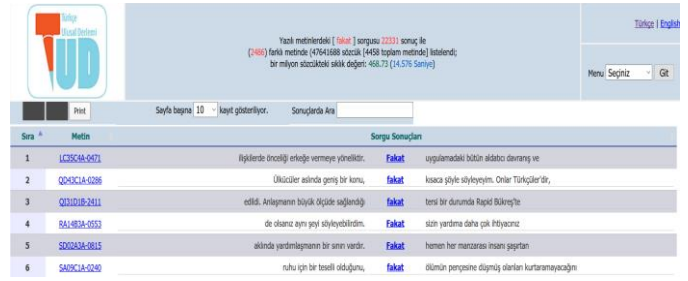 Türkçe
Ulusal Derlemi
TUD
Yazılı metinlerdeki [ fakat ] sorgusu 22331 sonuç ile
(2486) farklı metinde (47641688 sözcük [4458 toplam metinde] listelendi;
bir milyon sözcükteki sıklık değeri: 468.73 (14.576 Saniye)
Türkçe | English
Menu Seçiniz Git
Print Sayfa başına 10 kayıt gösteriliyor. Sonuçlarda Ara
Sıra Metin Sorgu Sonuçları
1 LC35C4A-0471 ilişkilerde önceliği erkeğe vermeye yöneliktir. Fakat uygulamadaki bütün aldatıcı davranış ve
2 QD43C1A-0286 Ülkücüler aslında geniş bir konu, fakat kısaca şöyle söyleyeyim. Onlar Türkçüler'dir,
3 QI31D1B-2411 edildi. Anlaşmanın büyük ölçüde sağlandığı fakat tersi bir durumda Rapid Bükreş'te
4 RA14B3A-0553 de olsanız aynı şeyi söyleyebilirdim. Fakat sizin yardıma daha çok ihtiyacınız
5 SD02A3A-0815 aklında yardımlaşmanın bir sınırı vardır. Fakat hemen her manzarası insanı şaşırtan
6 SA09C1A-0240 ruhu için bir teselli olduğunu, fakat ölümün pençesine düşmüş olanları kurtaramayacağını